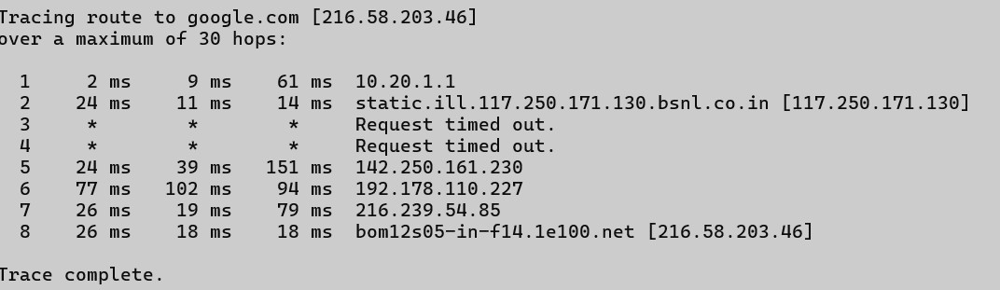 Tracing route to google.com [216.58.203.46]
over a maximum of 30 hops:
1 2 ms 9 ms 61 ms 10.20.1.1
2 24 ms 11 ms 14 ms static.ill.117.250.171.130.bsnl.co.in [117.250.171.130]
3 * * * Request timed out.
4 * * * Request timed out.
5 24 ms 39 ms 151 ms 142.250.161.230
6 77 ms 102 ms 94 ms 192.178.110.227
7 26 ms 19 ms 79 ms 216.239.54.85
8 26 ms 18 ms 18 ms bom12s05-in-f14.1e100.net [216.58.203.46]
Trace complete.